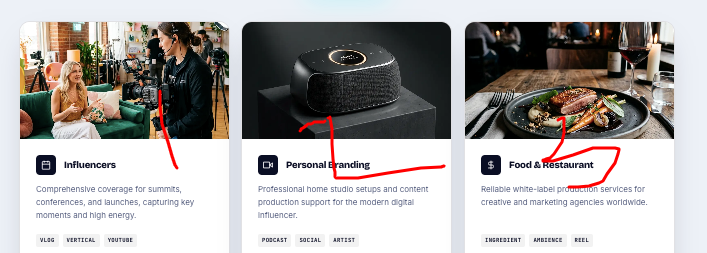 Influencers
Comprehensive coverage for summits,
conferences, and launches, capturing key
moments and high energy.
VLOG VERTICAL YOUTUBE
Personal Branding
Professional home studio setups and content
production support for the modern digital
influencer.
PODCAST SOCIAL ARTIST
Food & Restaurant
Reliable white-label production services for
creative and marketing agencies worldwide.
INGREDIENT AMBIENCE REEL